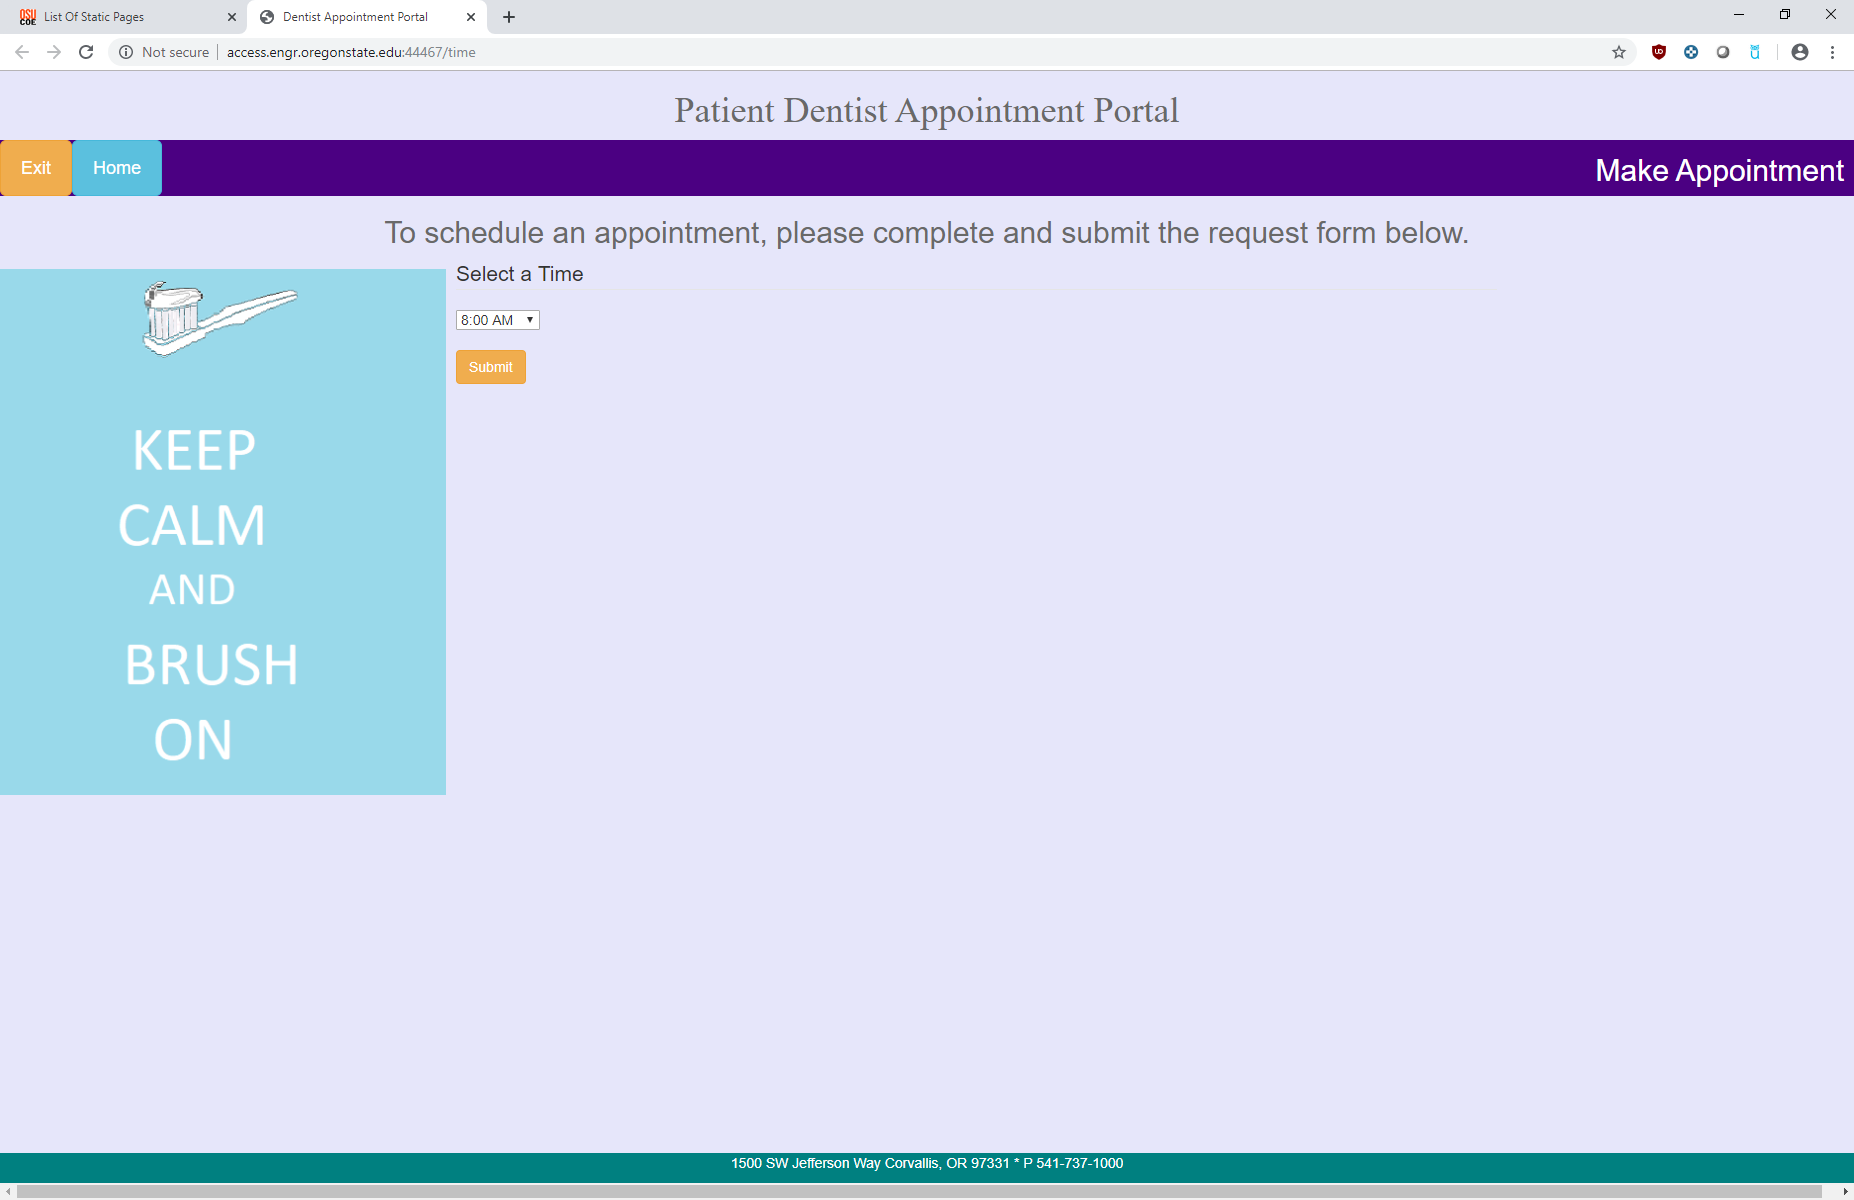 OSU
COE
List Of Static Pages
Dentist Appointment Portal
Not secure
access.engr.oregonstate.edu:44467/time
Patient Dentist Appointment Portal
Exit
Home
Make Appointment
To schedule an appointment, please complete and submit the request form below.
Select a Time
8:00 AM
Submit
KEEP
CALM
AND
BRUSH
ON
1500 SW Jefferson Way Corvallis, OR 97331 * P 541-737-1000